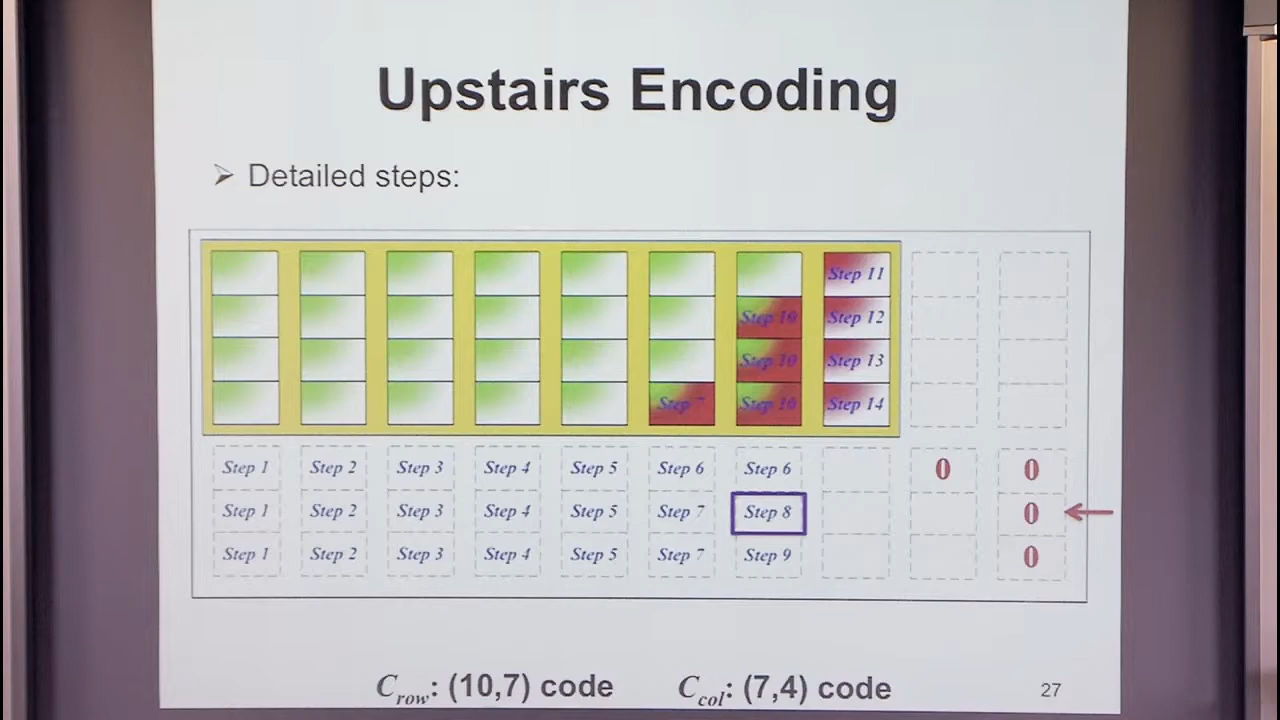 Upstairs Encoding
Detailed steps:
Step 11
Step 10 Step 12
Step 10 Step 13
Step 7 Step 10 Step 14
Step 1 Step 2 Step 3 Step 4 Step 5 Step 6 Step 6 0 0
Step 1 Step 2 Step 3 Step 4 Step 5 Step 7 Step 8 0
Step 1 Step 2 Step 3 Step 4 Step 5 Step 7 Step 9 0
Crow: (10,7) code Ccol: (7,4) code
27